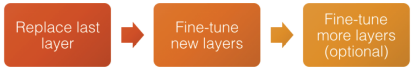 Replace last
layer
Fine-tune
new layers
Fine-tune
more layers
(optional)